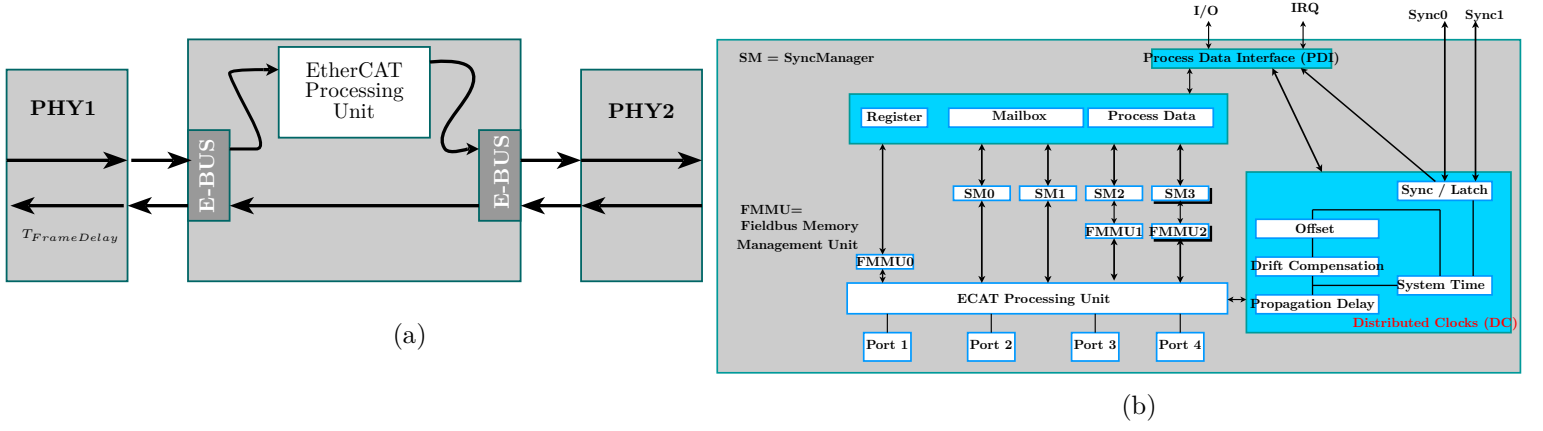 PHY1
E-BUS
EtherCAT
Processing
Unit
E-BUS
PHY2
T_{FrameDelay}
(a)
I/O
IRQ
Sync0
Sync1
SM = SyncManager
Process Data Interface (PDI)
Register
Mailbox
Process Data
SM0
SM1
SM2
SM3
Sync / Latch
FMMU=
Fieldbus Memory
Management Unit
FMMU1
FMMU2
Offset
FMMU0
Drift Compensation
System Time
ECAT Processing Unit
Propagation Delay
Distributed Clocks (DC)
Port 1
Port 2
Port 3
Port 4
(b)